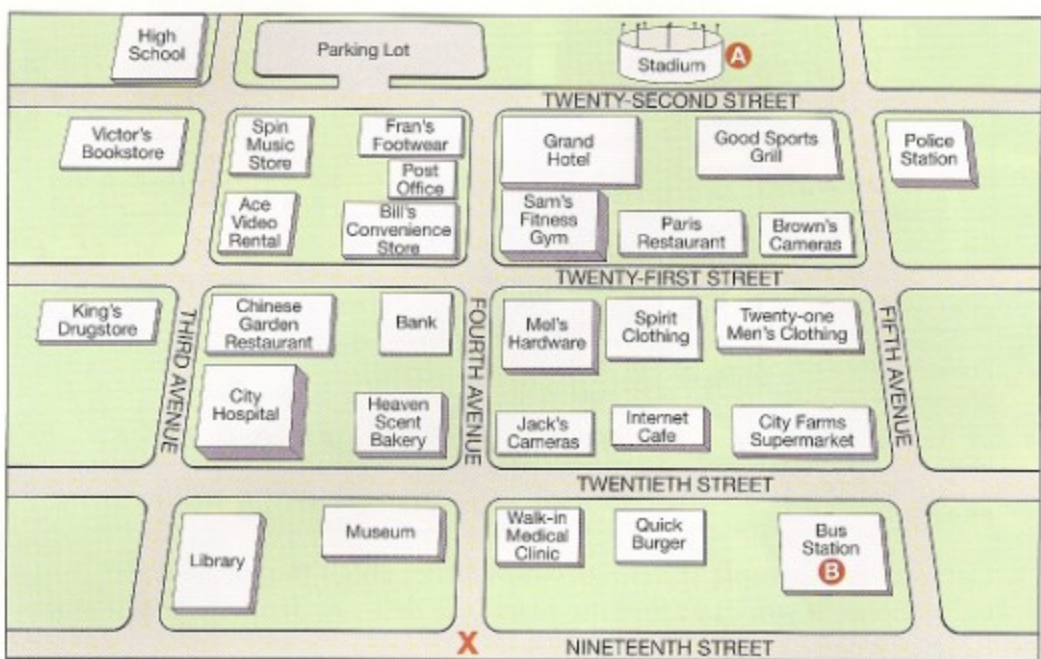 High
School
Parking Lot
Stadium
A
TWENTY-SECOND STREET
Victor's
Bookstore
Spin
Music
Store
Fran's
Footwear
Post
Office
Grand
Hotel
Good Sports
Grill
Police
Station
Ace
Video
Rental
Bill's
Convenience
Store
Sam's
Fitness
Gym
Paris
Restaurant
Brown's
Cameras
TWENTY-FIRST STREET
King's
Drugstore
THIRD AVENUE
Chinese
Garden
Restaurant
Bank
FOURTH AVENUE
Mel's
Hardware
Spirit
Clothing
Twenty-one
Men's Clothing
FIFTH AVENUE
City
Hospital
Heaven
Scent
Bakery
Jack's
Cameras
Internet
Cafe
City Farms
Supermarket
TWENTIETH STREET
Library
Museum
Walk-in
Medical
Clinic
Quick
Burger
Bus
Station
B
X
NINETEENTH STREET